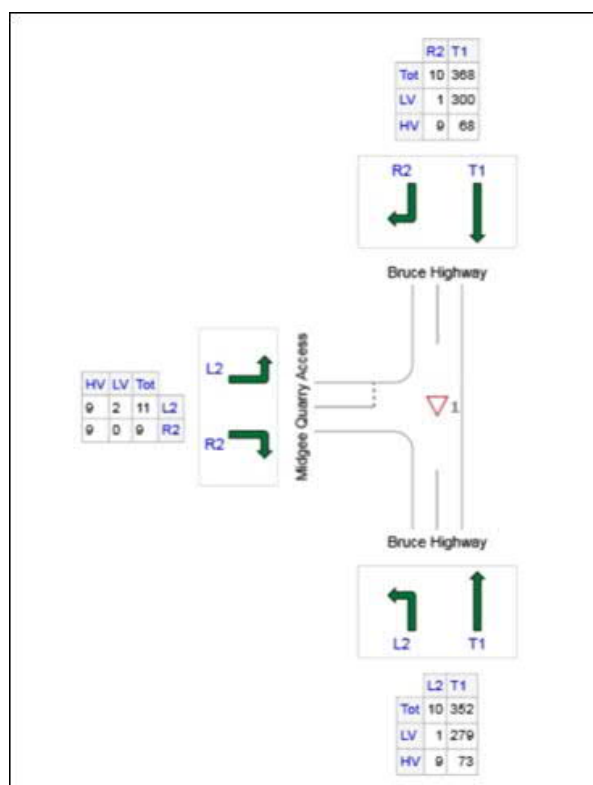 R2 T1
Tot 10 368
LV 1 300
HV 9 68
R2 T1
Bruce Highway
Midgee Quarry Access
L2
R2
HV LV Tot
9 2 11 L2
9 0 9 R2
1
Bruce Highway
L2 T1
L2 T1
Tot 10 352
LV 1 279
HV 9 73